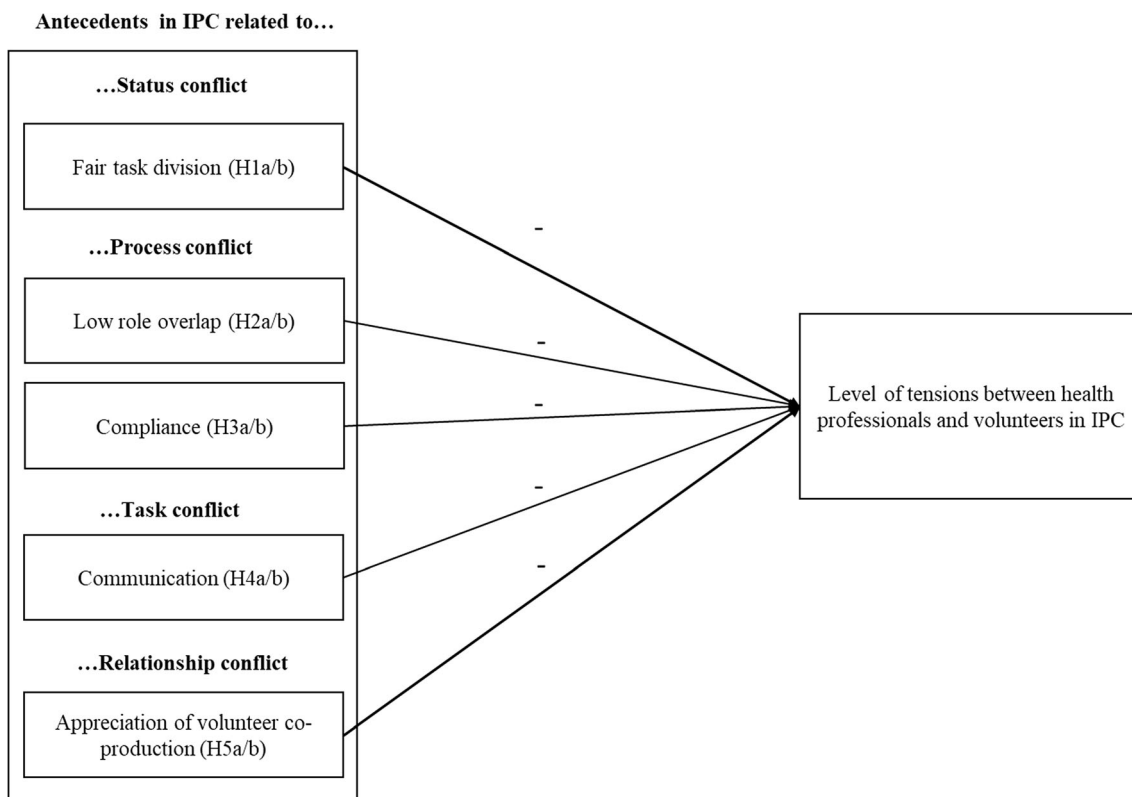 Antecedents in IPC related to…
…Status conflict
Fair task division (H1a/b)
…Process conflict
Low role overlap (H2a/b)
Compliance (H3a/b)
…Task conflict
Communication (H4a/b)
…Relationship conflict
Appreciation of volunteer co-
production (H5a/b)
-
-
-
-
-
Level of tensions between health
professionals and volunteers in IPC